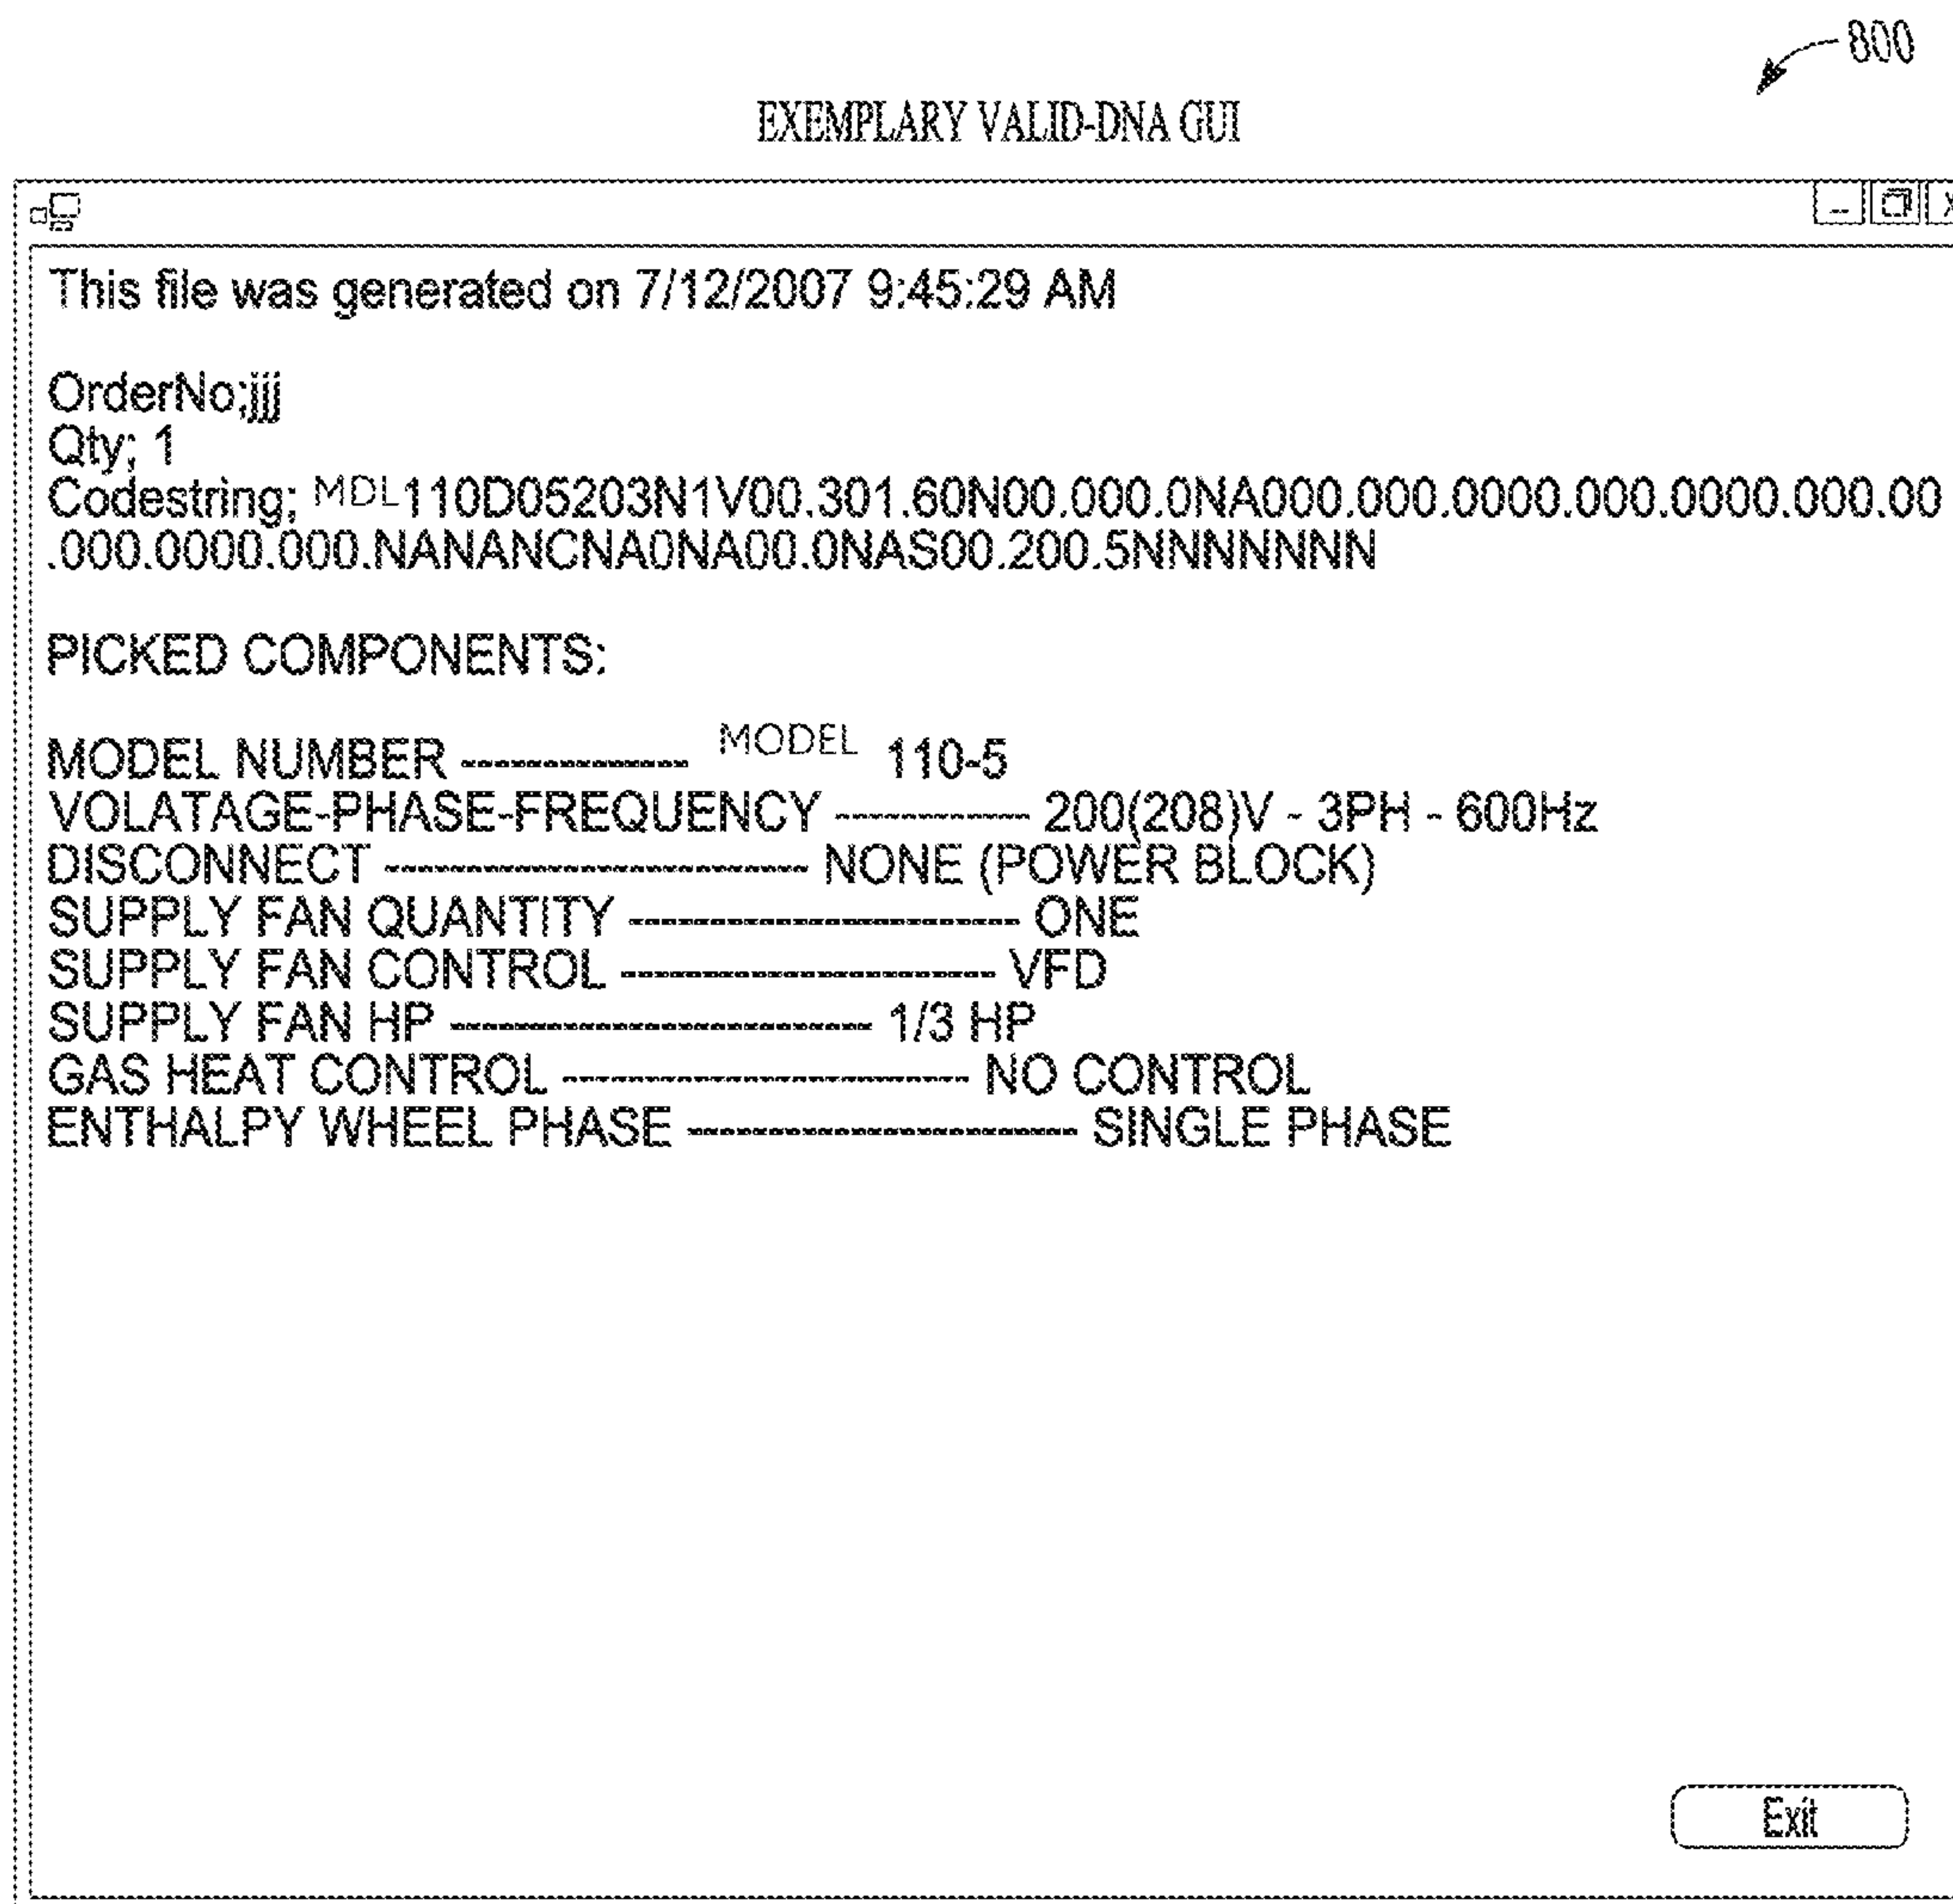 800
EXEMPLARY VALID-DNA GUI
This file was generated on 7/12/2007 9:45:29 AM
OrderNo;jjj
Qty; 1
Codestring; MDL110D05203N1V00.301.60N00.000.0NA000.000.0000.000.0000.000.00
.000.0000.000.NANANCNA0NA00.0NAS00.200.5NNNNNNN
PICKED COMPONENTS:
MODEL NUMBER -------------- MODEL 110-5
VOLATAGE-PHASE-FREQUENCY ------------ 200(208)V - 3PH - 600Hz
DISCONNECT -------------------------- NONE (POWER BLOCK)
SUPPLY FAN QUANTITY ------------------------ ONE
SUPPLY FAN CONTROL ----------------------- VFD
SUPPLY FAN HP -------------------------- 1/3 HP
GAS HEAT CONTROL ------------------------- NO CONTROL
ENTHALPY WHEEL PHASE ------------------------ SINGLE PHASE
Exit